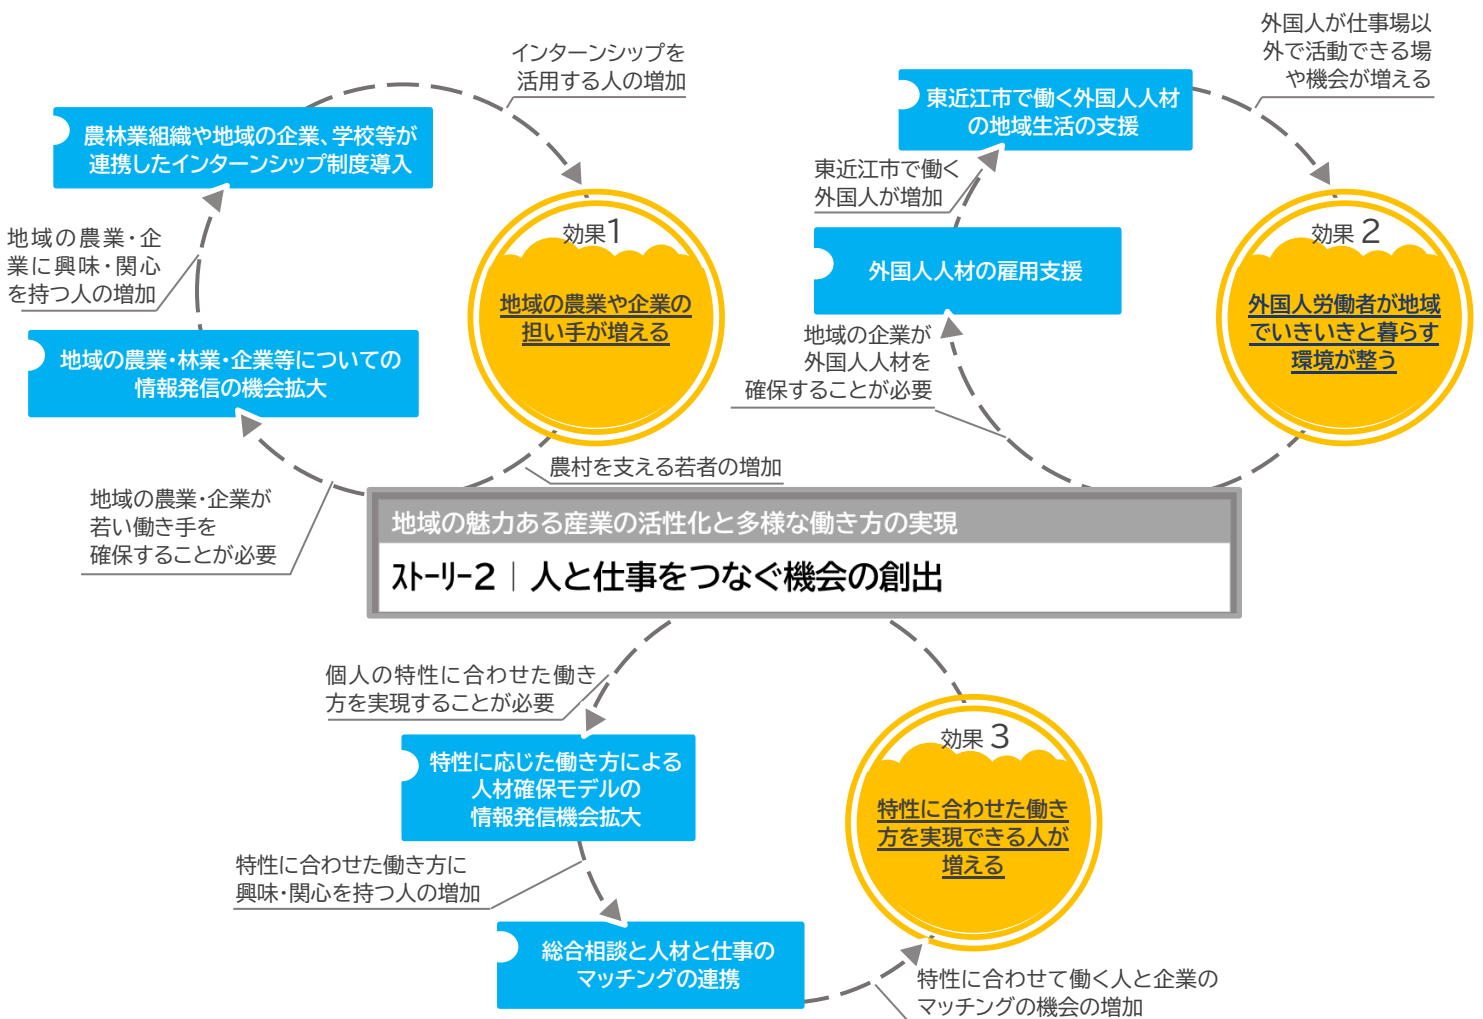 インターンシップを
活用する人の増加
農林業組織や地域の企業、学校等が
連携したインターンシップ制度導入
地域の農業・企
業に興味・関心
を持つ人の増加
地域の農業・林業・企業等についての
情報発信の機会拡大
地域の農業・企業が
若い働き手を
確保することが必要
効果1
地域の農業や企業の
担い手が増える
農村を支える若者の増加
外国人が仕事場以
外で活動できる場
や機会が増える
東近江市で働く外国人人材
の地域生活の支援
東近江市で働く
外国人が増加
外国人人材の雇用支援
地域の企業が
外国人人材を
確保することが必要
効果 2
外国人労働者が地域
でいきいきと暮らす
環境が整う
地域の魅力ある産業の活性化と多様な働き方の実現
ストーリー2｜人と仕事をつなぐ機会の創出
個人の特性に合わせた働き
方を実現することが必要
特性に応じた働き方による
人材確保モデルの
情報発信機会拡大
特性に合わせた働き方に
興味・関心を持つ人の増加
総合相談と人材と仕事の
マッチングの連携
効果 3
特性に合わせた働き
方を実現できる人が
増える
特性に合わせて働く人と企業の
マッチングの機会の増加